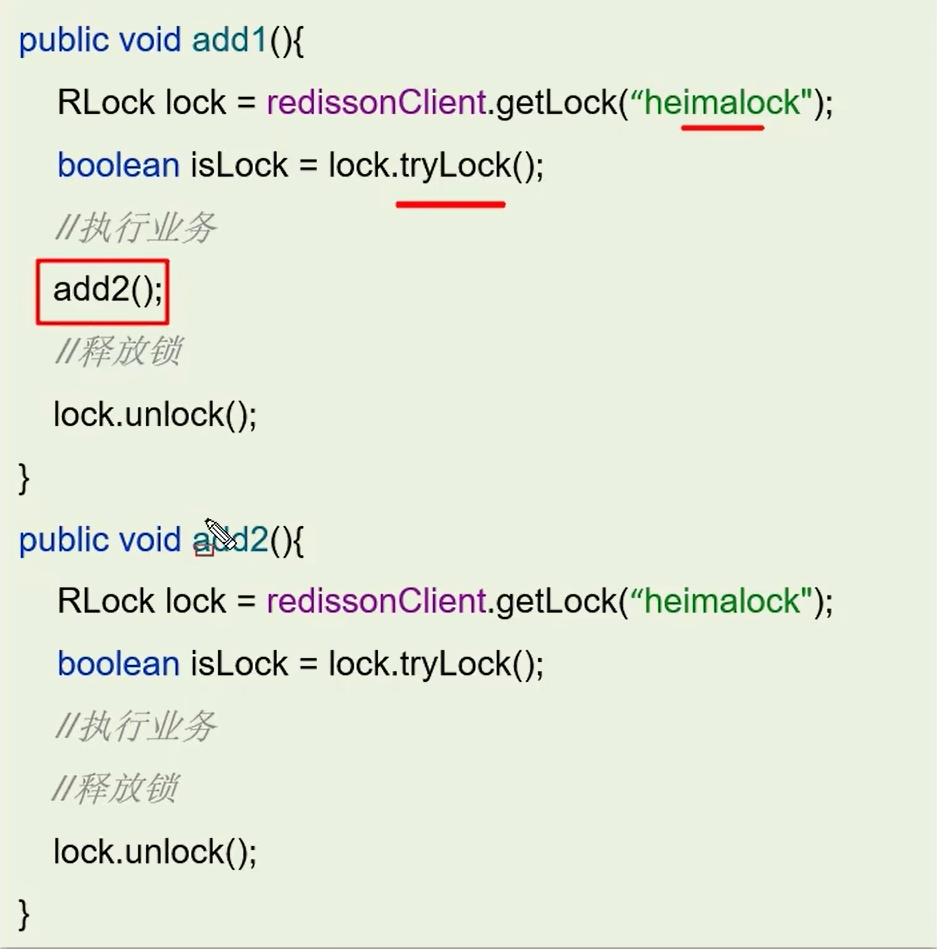 public void add1(){
RLock lock = redissonClient.getLock(“heimalock");
boolean isLock = lock.tryLock();
//执行业务
add2();
//释放锁
lock.unlock();
}
public void add2(){
RLock lock = redissonClient.getLock(“heimalock");
boolean isLock = lock.tryLock();
//执行业务
//释放锁
lock.unlock();
}